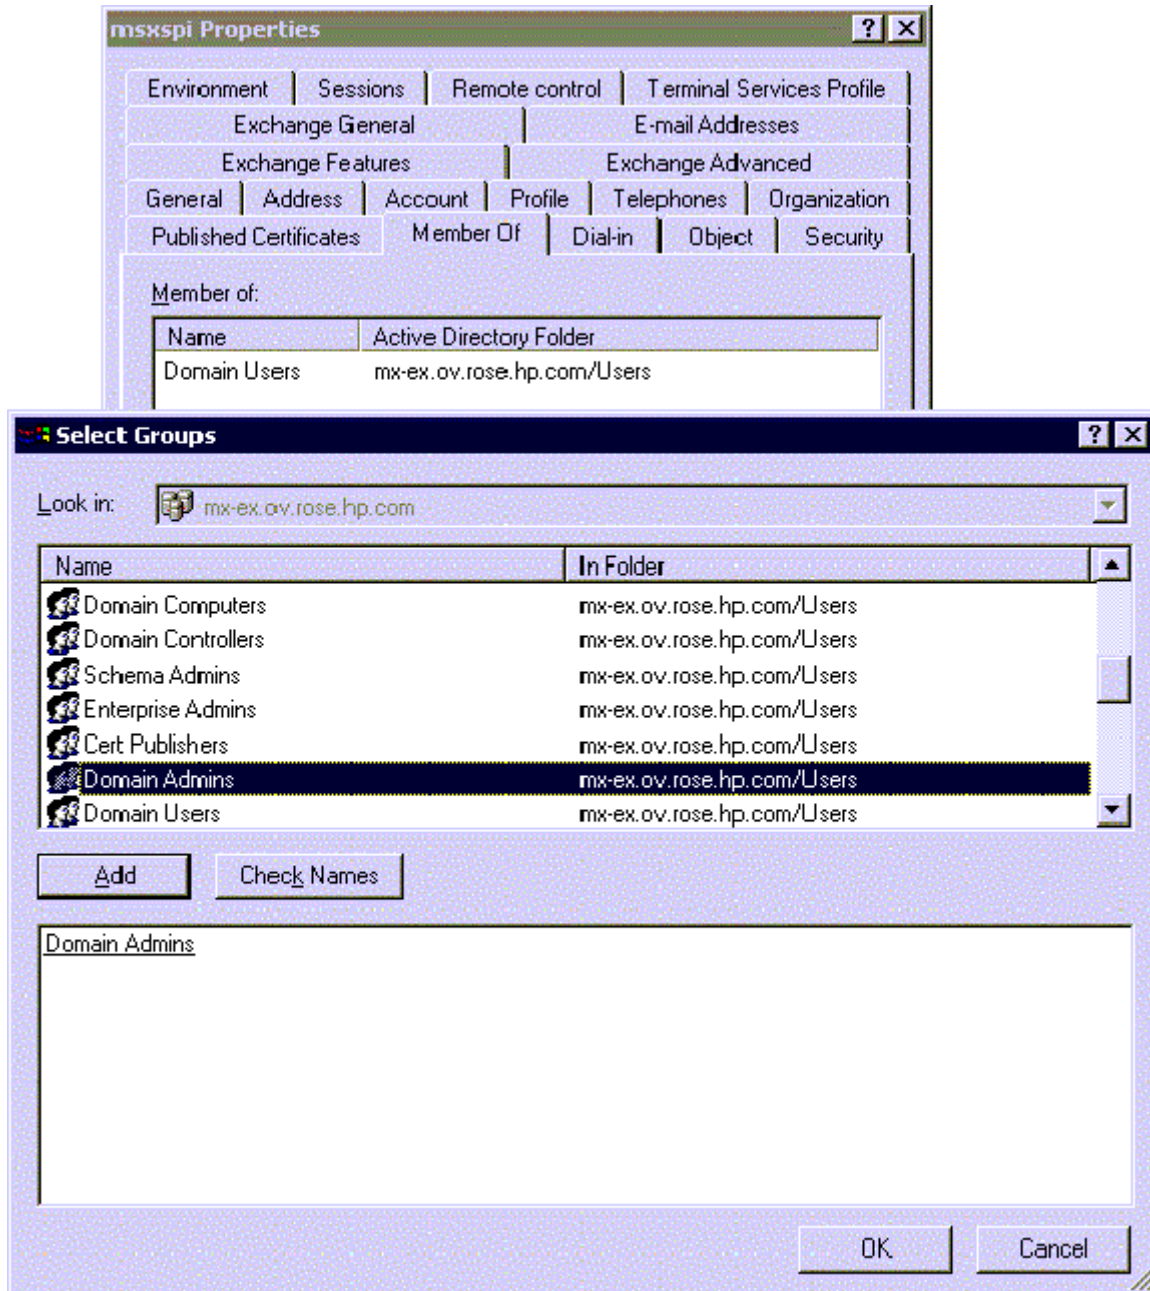 msxspi Properties
Environment Sessions Remote control Terminal Services Profile
Exchange General E-mail Addresses
Exchange Features Exchange Advanced
General Address Account Profile Telephones Organization
Published Certificates Member Of Dial-in Object Security
Member of:
Name Active Directory Folder
Domain Users mx-ex.ov.rose.hp.com/Users
Select Groups
Look in: mx-ex.ov.rose.hp.com
Name In Folder
Domain Computers mx-ex.ov.rose.hp.com/Users
Domain Controllers mx-ex.ov.rose.hp.com/Users
Schema Admins mx-ex.ov.rose.hp.com/Users
Enterprise Admins mx-ex.ov.rose.hp.com/Users
Cert Publishers mx-ex.ov.rose.hp.com/Users
Domain Admins mx-ex.ov.rose.hp.com/Users
Domain Users mx-ex.ov.rose.hp.com/Users
Add Check Names
Domain Admins
OK Cancel